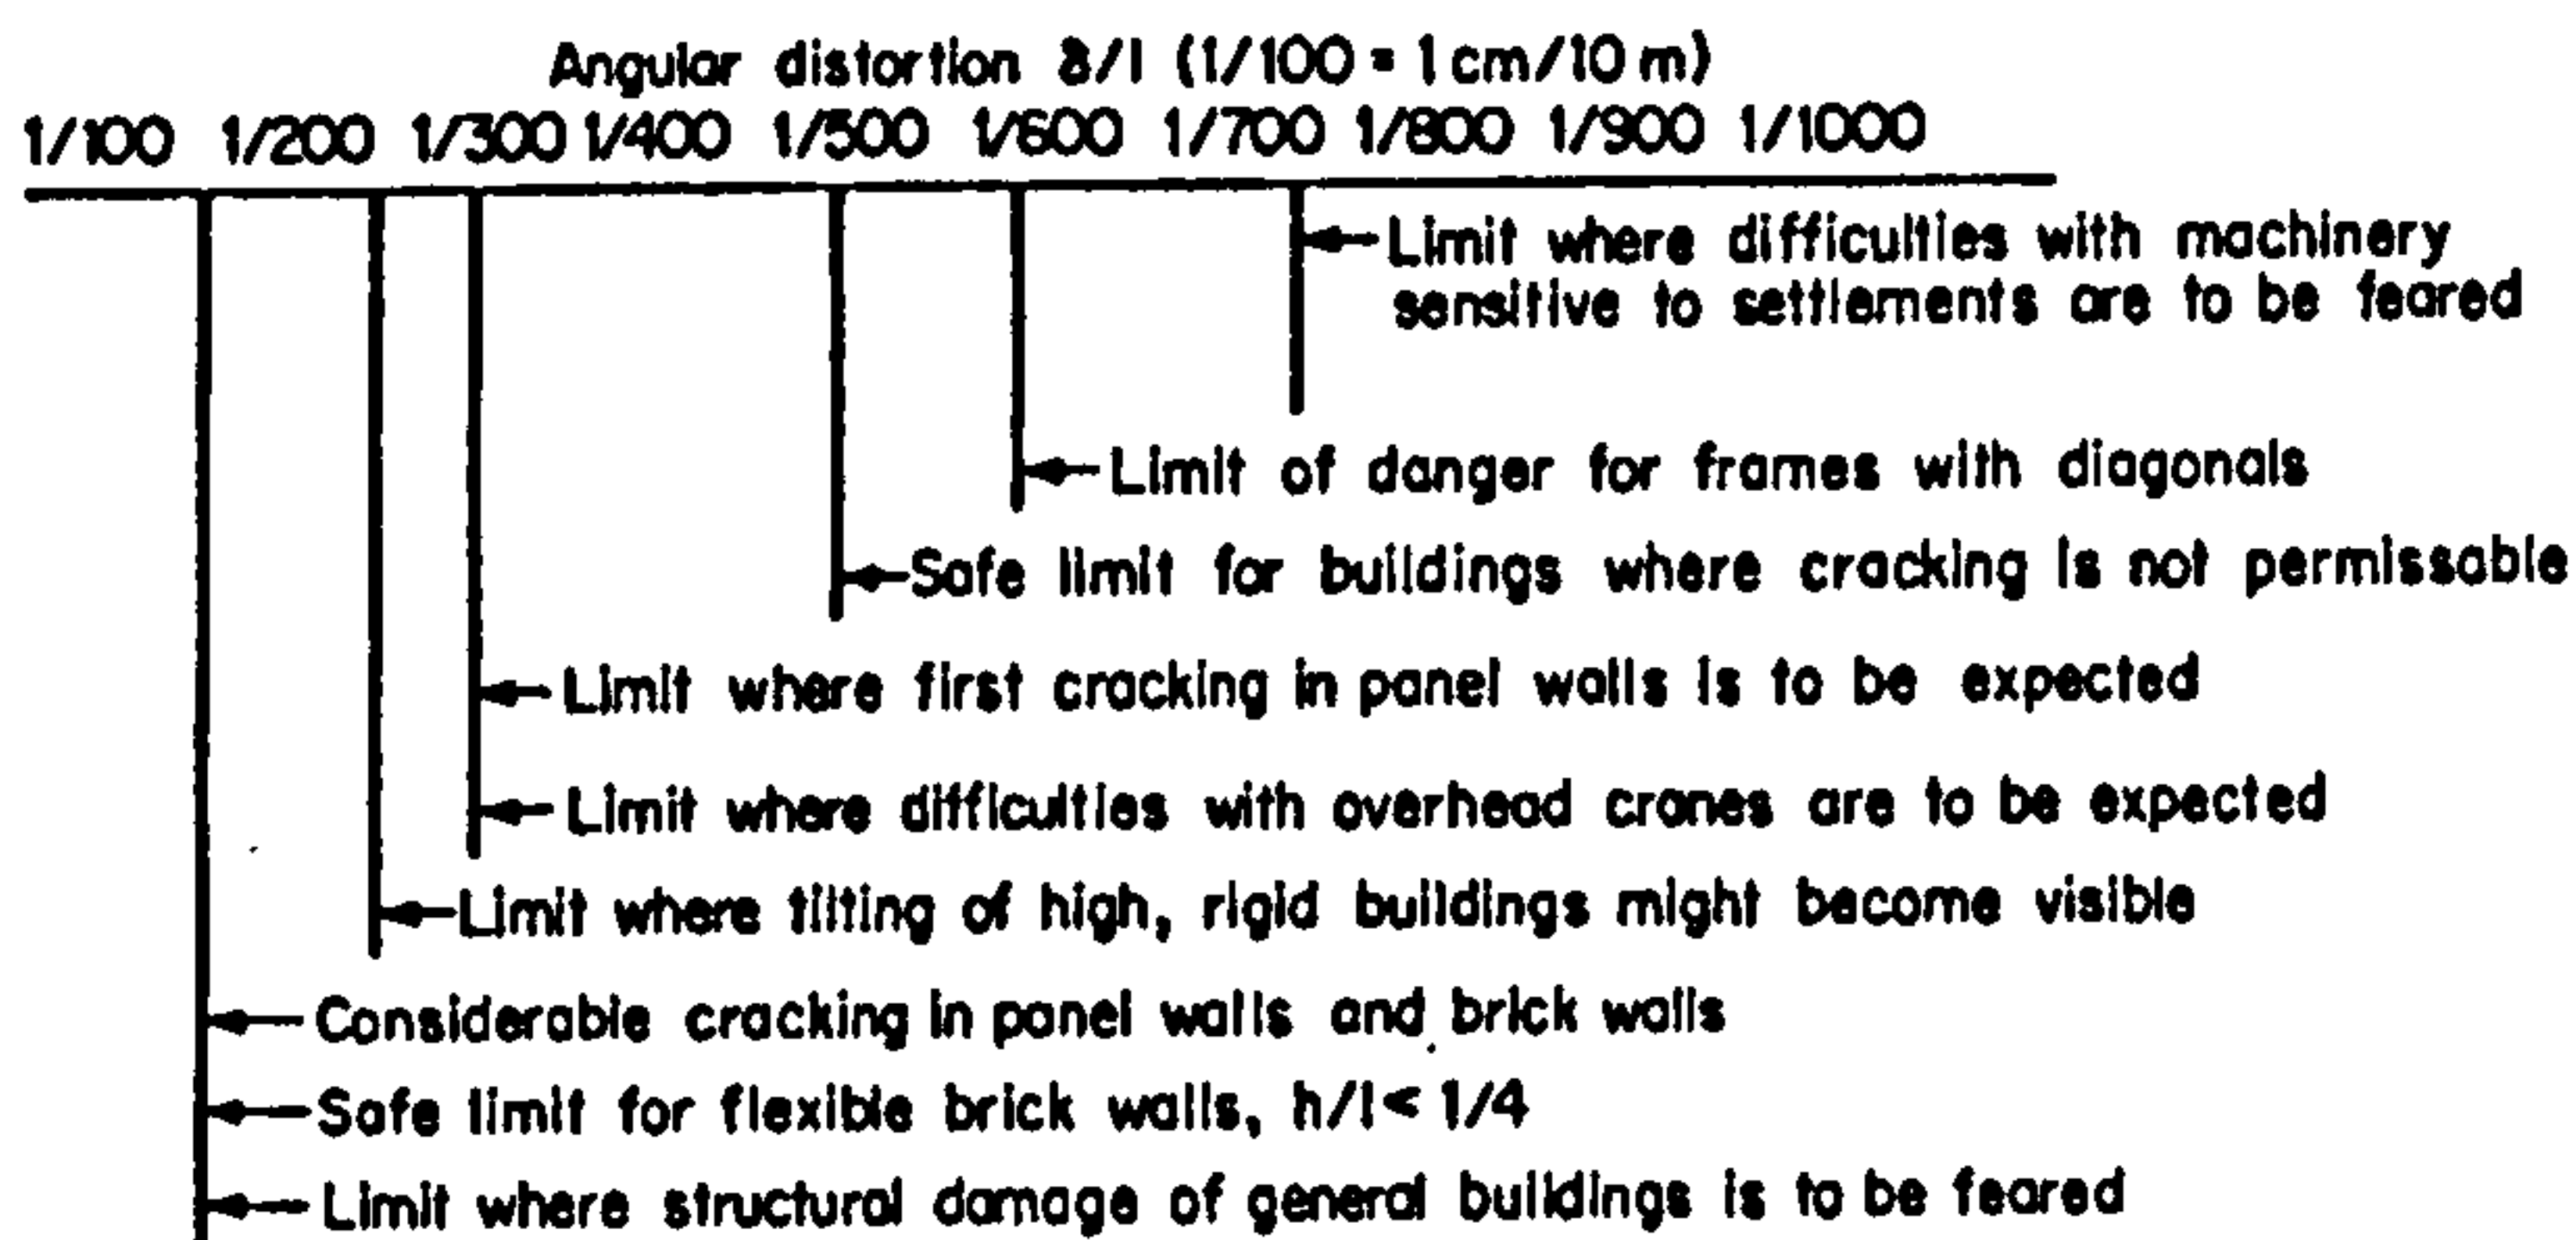 Angular distortion δ/l (1/100 = 1cm/10 m)
1/100 1/200 1/300 1/400 1/500 1/600 1/700 1/800 1/900 1/1000
Limit where difficulties with machinery
sensitive to settlements are to be feared
Limit of danger for frames with diagonals
Safe limit for buildings where cracking is not permissable
Limit where first cracking in panel walls is to be expected
Limit where difficulties with overhead cranes are to be expected
Limit where tilting of high, rigid buildings might become visible
Considerable cracking in panel walls and brick walls
Safe limit for flexible brick walls, h/l < 1/4
Limit where structural damage of general buildings is to be feared